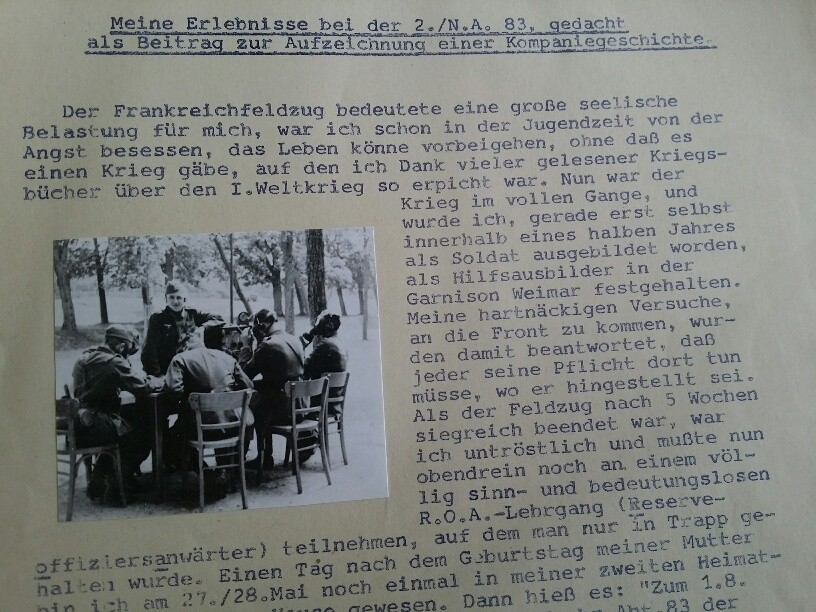 Meine Erlebnisse bei der 2./N.A. 83, gedacht
als Beitrag zur Aufzeichnung einer Kompaniegeschichte.
Der Frankreichfeldzug bedeutete eine große seelische
Belastung für mich, war ich schon in der Jugendzeit von der
Angst besessen, das Leben könne vorbeigehen, ohne daß es
einen Krieg gäbe, auf den ich Dank vieler gelesener Kriegs-
bücher über den I.Weltkrieg so erpicht war. Nun war der
Krieg im vollen Gange, und
wurde ich, gerade erst selbst
innerhalb eines halben Jahres
als Soldat ausgebildet worden,
als Hilfsausbilder in der
Garnison Weimar festgehalten.
Meine hartnäckigen Versuche,
an die Front zu kommen, wur-
den damit beantwortet, daß
jeder seine Pflicht dort tun
müsse, wo er hingestellt sei.
Als der Feldzug nach 5 Wochen
siegreich beendet war, war
ich untröstlich und mußte nun
obendrein noch an einem völ-
lig sinn- und bedeutungslosen
R.O.A.-Lehrgang (Reserve-
offiziersanwärter) teilnehmen, auf dem man nur in Trapp ge-
halten wurde. Einen Tag nach dem Geburtstag meiner Mutter
bin ich am 27./28.Mai noch einmal in meiner zweiten Heimat-
gewesen. Dann hieß es: "Zum 1.8.
83 der